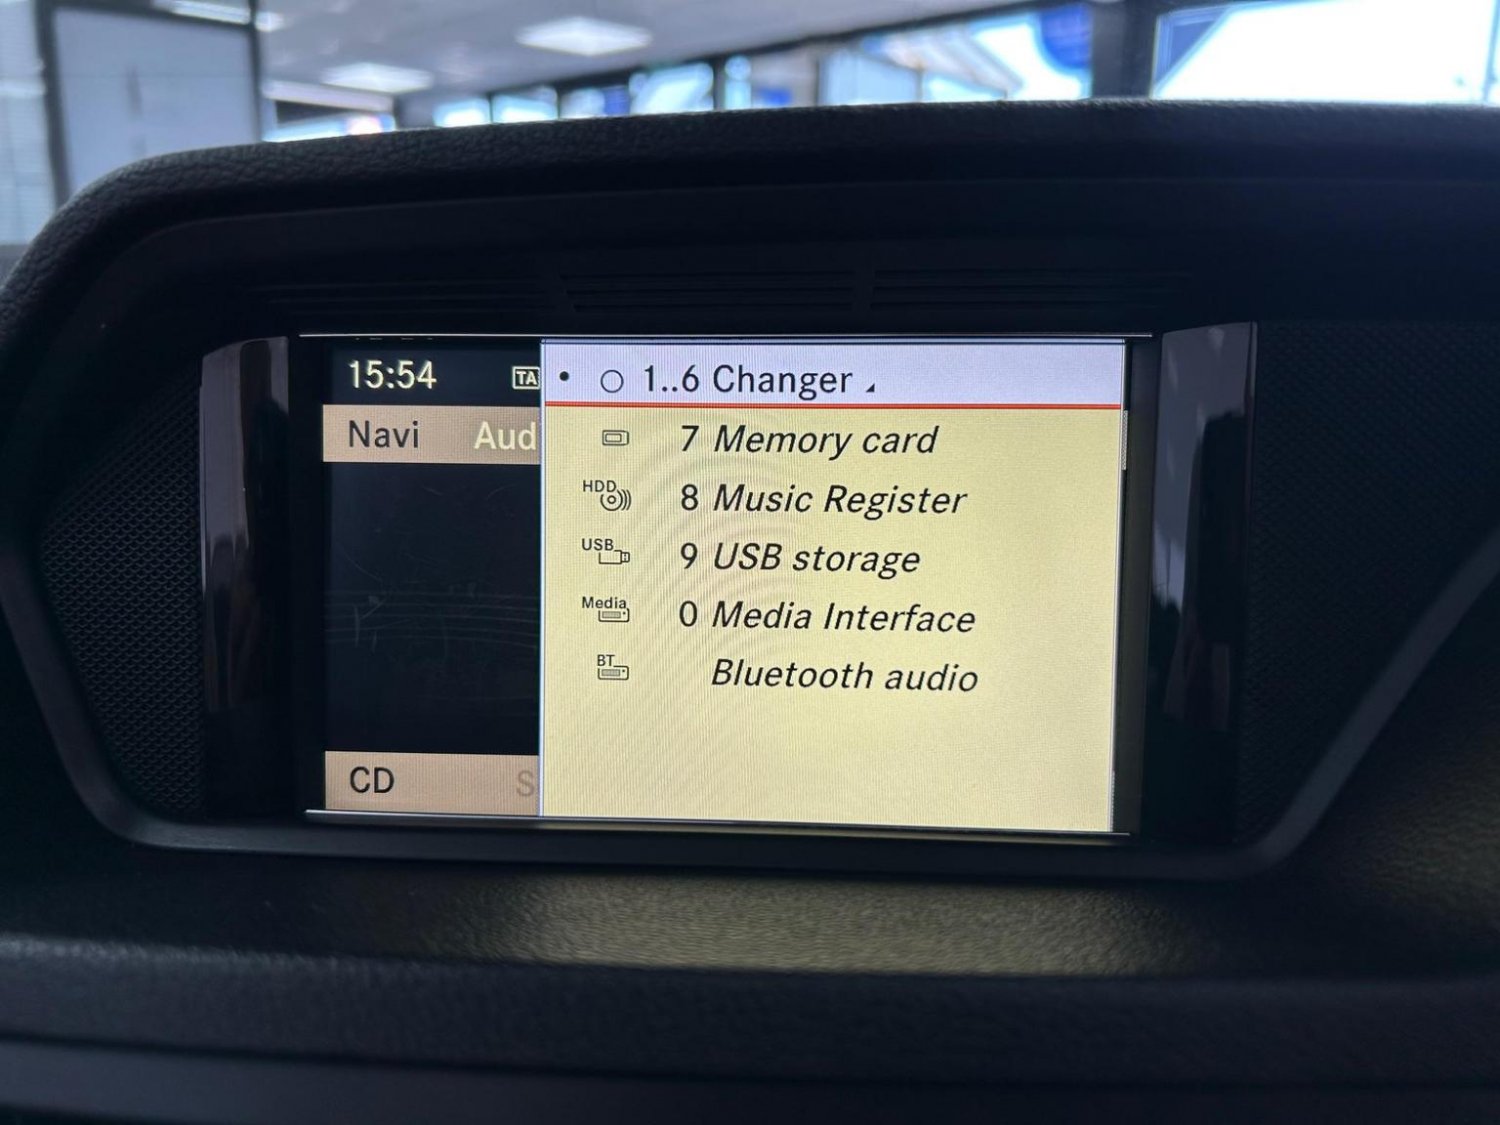 15:54 TA
Navi Aud
CD S
• 1..6 Changer
7 Memory card
HDD 8 Music Register
USB 9 USB storage
Media 0 Media Interface
BT Bluetooth audio